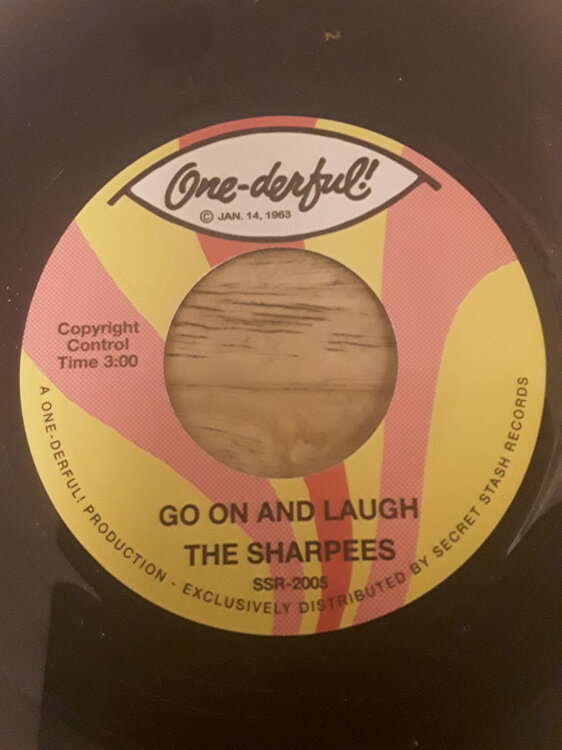 One-derful!
© JAN. 14, 1963
Copyright
Control
Time 3:00
GO ON AND LAUGH
THE SHARPEES
SSR-2005
A ONE-DERFUL! PRODUCTION - EXCLUSIVELY DISTRIBUTED BY SECRET STASH RECORDS